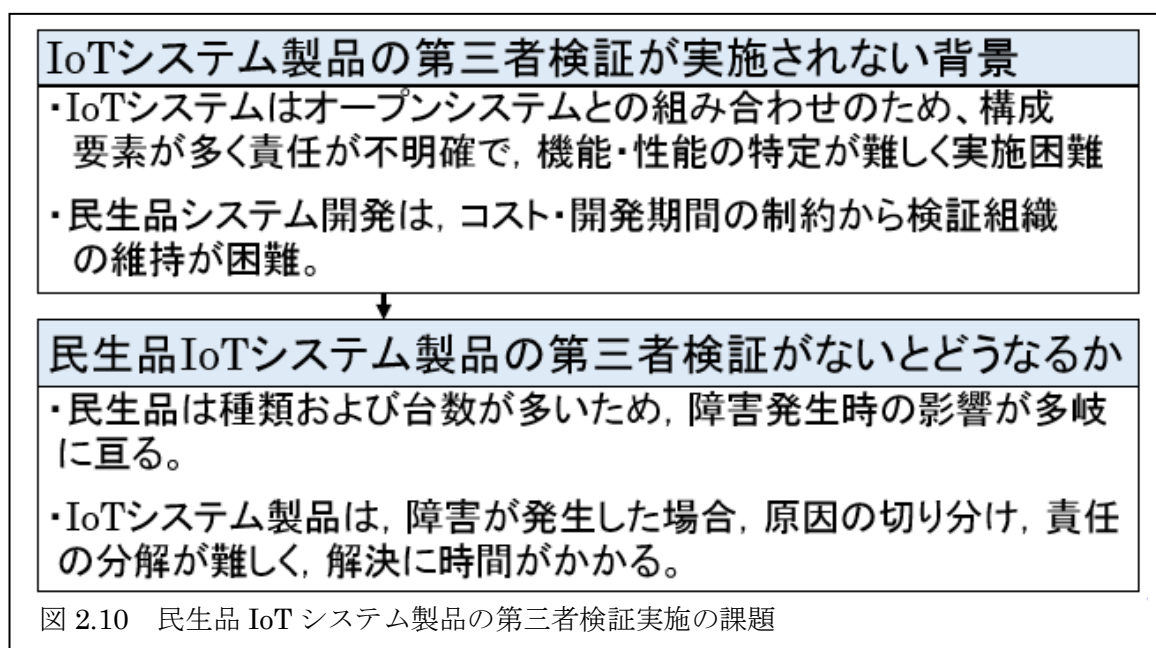 IoTシステム製品の第三者検証が実施されない背景
・IoTシステムはオープンシステムとの組み合わせのため、構成
要素が多く責任が不明確で，機能・性能の特定が難しく実施困難
・民生品システム開発は，コスト・開発期間の制約から検証組織
の維持が困難。
民生品IoTシステム製品の第三者検証がないとどうなるか
・民生品は種類および台数が多いため，障害発生時の影響が多岐
に亘る。
・IoTシステム製品は，障害が発生した場合，原因の切り分け，責任
の分解が難しく，解決に時間がかかる。
図 2.10　民生品 IoT システム製品の第三者検証実施の課題